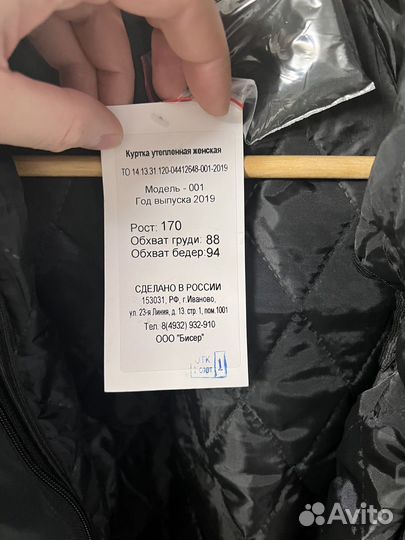 Куртка утепленная женская
ТО 14.13.31.120-04412648-001-2019
Модель - 001
Год выпуска 2019
Рост: 170
Обхват груди: 88
Обхват бедер: 94
СДЕЛАНО В РОССИИ
153031, РФ, г.Иваново,
ул. 23-я Линия, д. 13. стр. 1, пом.1001
Тел. 8(4932) 932-910
ООО "Бисер"
1
Avito